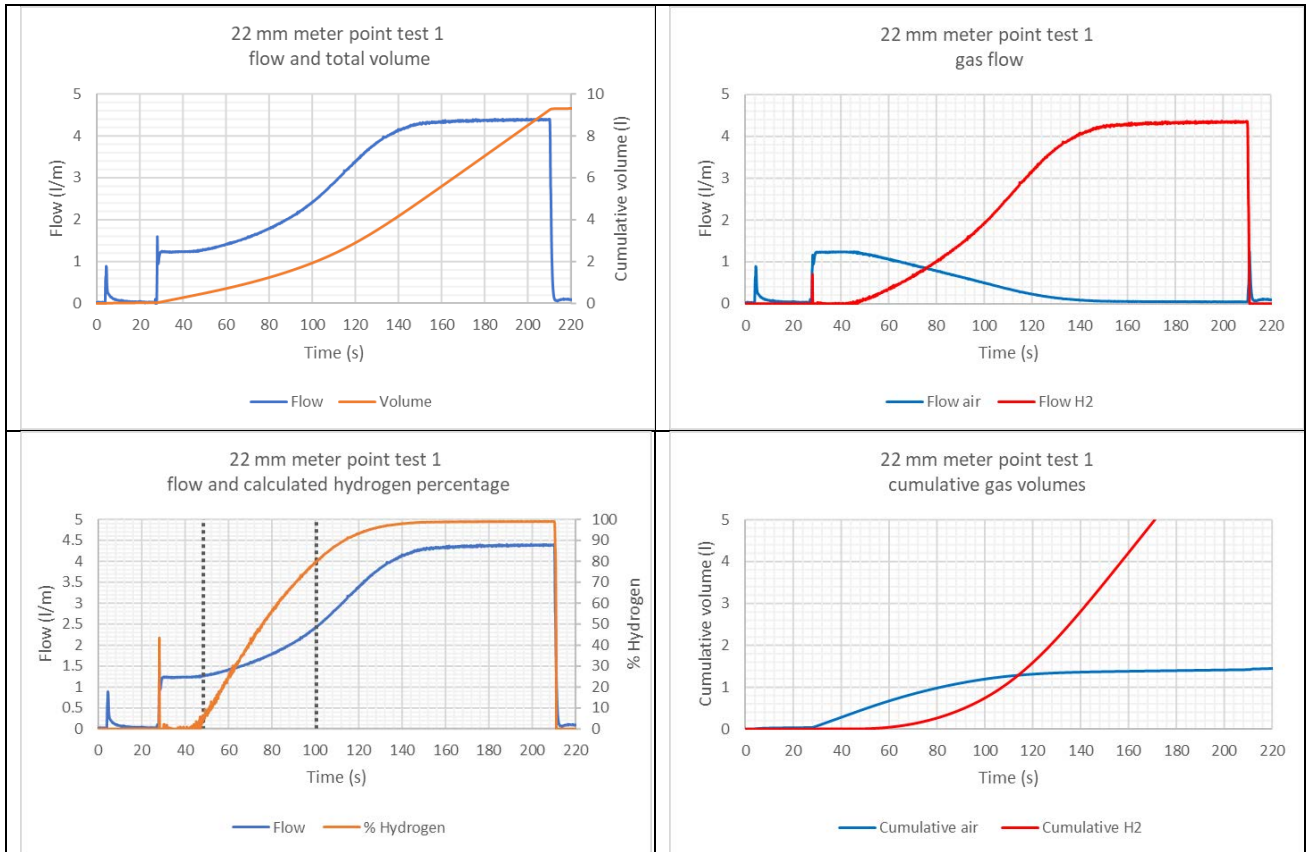 22 mm meter point test 1
flow and total volume
5
4
3
2
1
0
10
8
6
4
2
0
Flow (l/m)
Cumulative volume (l)
0 20 40 60 80 100 120 140 160 180 200 220
Time (s)
Flow Volume
22 mm meter point test 1
gas flow
5
4
3
2
1
0
Flow (l/m)
0 20 40 60 80 100 120 140 160 180 200 220
Time (s)
Flow air Flow H2
22 mm meter point test 1
flow and calculated hydrogen percentage
5
4.5
4
3.5
3
2.5
2
1.5
1
0.5
0
100
90
80
70
60
50
40
30
20
10
0
Flow (l/m)
% Hydrogen
0 20 40 60 80 100 120 140 160 180 200 220
Time (s)
Flow % Hydrogen
22 mm meter point test 1
cumulative gas volumes
5
4
3
2
1
0
Cumulative volume (l)
0 20 40 60 80 100 120 140 160 180 200 220
Time (s)
Cumulative air Cumulative H2